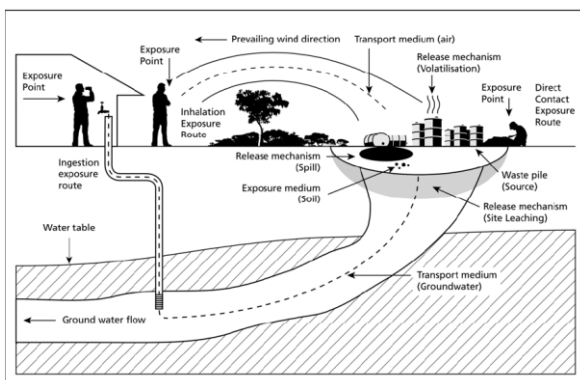 Prevailing wind direction
Transport medium (air)
Release mechanism
(Volatilisation)
Exposure
Point
Exposure
Point
Exposure
Point
Direct
Contact
Exposure
Route
Inhalation
Exposure
Route
Ingestion
exposure
route
Release mechanism
(Spill)
Exposure medium
(Soil)
Waste pile
(Source)
Release mechanism
(Site Leaching)
Water table
Transport medium
(Groundwater)
Ground water flow